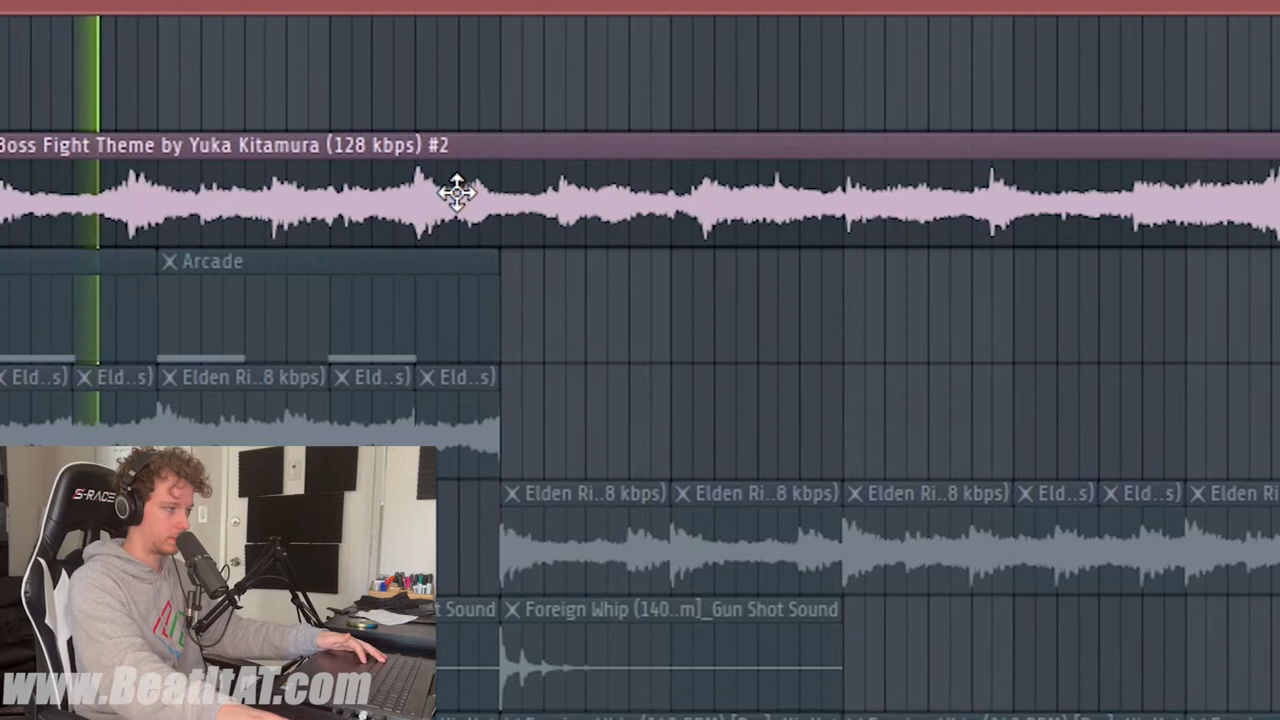 Boss Fight Theme by Yuka Kitamura (128 kbps) #2
Arcade
Eld..s) Eld..s) Elden Ri..8 kbps) Eld..s) Eld..s)
Elden Ri..8 kbps) Elden Ri..8 kbps) Elden Ri..8 kbps) Eld..s) Eld..s) Elden Ri
S-RACE
t Sound Foreign Whip (140..m]_Gun Shot Sound
www.BeatItAT.com